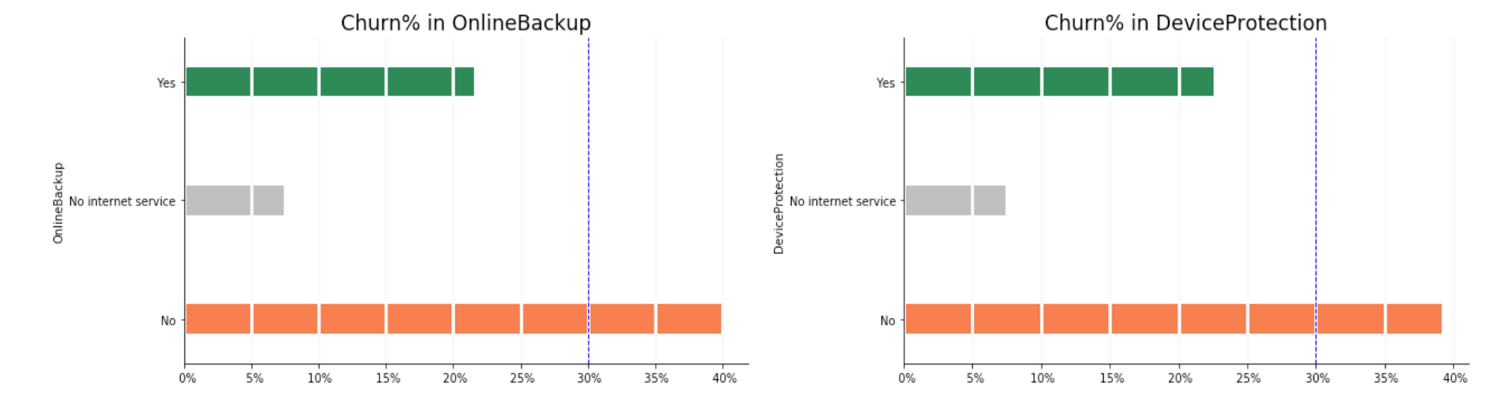 Churn% in OnlineBackup
OnlineBackup
Yes
No internet service
No
0% 5% 10% 15% 20% 25% 30% 35% 40%
Churn% in DeviceProtection
DeviceProtection
Yes
No internet service
No
0% 5% 10% 15% 20% 25% 30% 35% 40%